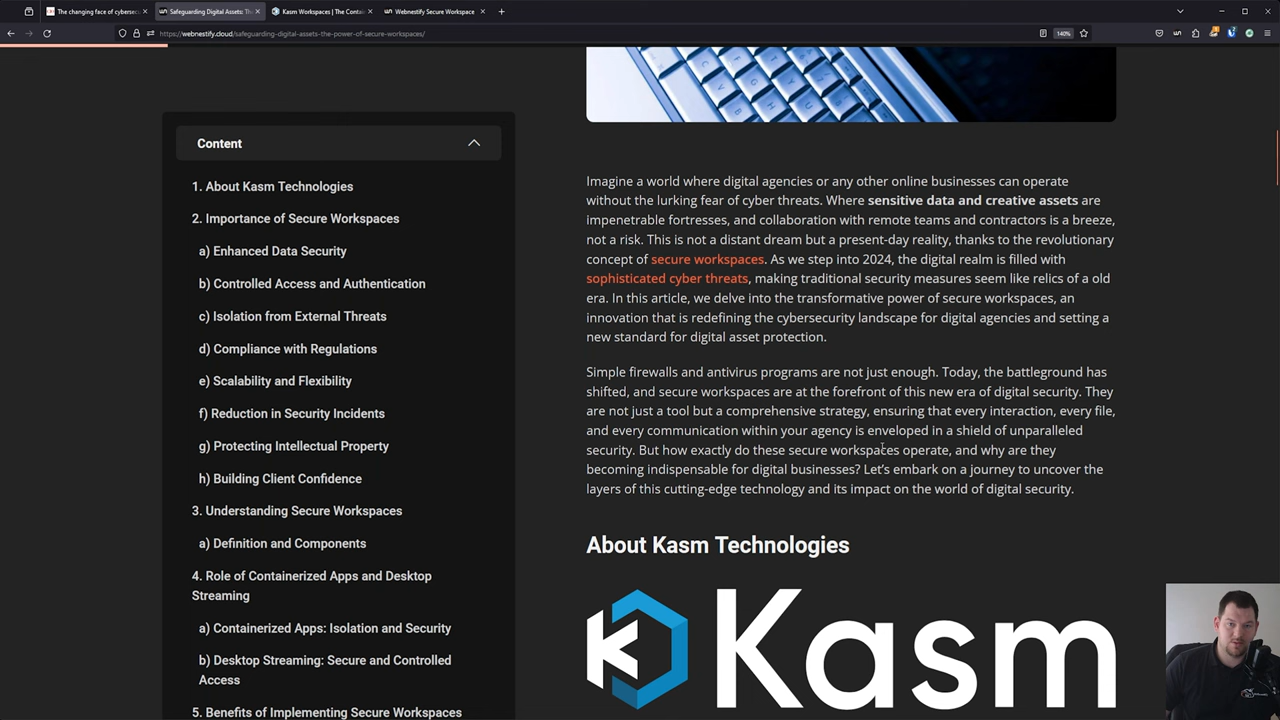 The changing face of cybersec
Safeguarding Digital Assets: Th
Kasm Workspaces | The Contai
Webnestify Secure Workspace
https://webnestify.cloud/safeguarding-digital-assets-the-power-of-secure-workspaces/
140%
Content
1. About Kasm Technologies
2. Importance of Secure Workspaces
a) Enhanced Data Security
b) Controlled Access and Authentication
c) Isolation from External Threats
d) Compliance with Regulations
e) Scalability and Flexibility
f) Reduction in Security Incidents
g) Protecting Intellectual Property
h) Building Client Confidence
3. Understanding Secure Workspaces
a) Definition and Components
4. Role of Containerized Apps and Desktop
Streaming
a) Containerized Apps: Isolation and Security
b) Desktop Streaming: Secure and Controlled
Access
5. Benefits of Implementing Secure Workspaces
Imagine a world where digital agencies or any other online businesses can operate
without the lurking fear of cyber threats. Where sensitive data and creative assets are
impenetrable fortresses, and collaboration with remote teams and contractors is a breeze,
not a risk. This is not a distant dream but a present-day reality, thanks to the revolutionary
concept of secure workspaces. As we step into 2024, the digital realm is filled with
sophisticated cyber threats, making traditional security measures seem like relics of a old
era. In this article, we delve into the transformative power of secure workspaces, an
innovation that is redefining the cybersecurity landscape for digital agencies and setting a
new standard for digital asset protection.
Simple firewalls and antivirus programs are not just enough. Today, the battleground has
shifted, and secure workspaces are at the forefront of this new era of digital security. They
are not just a tool but a comprehensive strategy, ensuring that every interaction, every file,
and every communication within your agency is enveloped in a shield of unparalleled
security. But how exactly do these secure workspaces operate, and why are they
becoming indispensable for digital businesses? Let's embark on a journey to uncover the
layers of this cutting-edge technology and its impact on the world of digital security.
About Kasm Technologies
Kasm